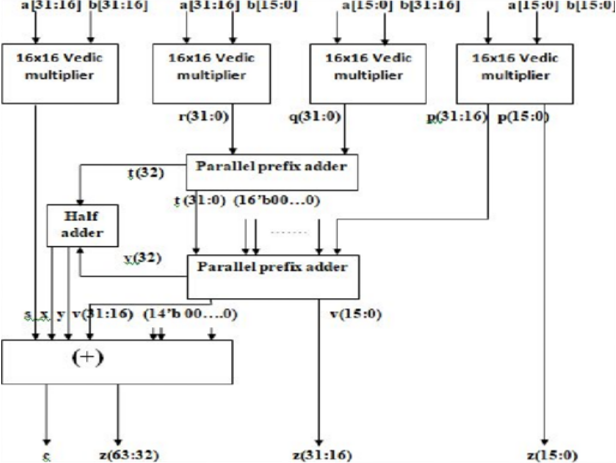 a[31:16] b[31:16] a[31:16] b[15:0] a[15:0] b[31:16] a[15:0] b[15:0]
16x16 Vedic multiplier
16x16 Vedic multiplier
16x16 Vedic multiplier
16x16 Vedic multiplier
r(31:0) q(31:0) p(31:16) p(15:0)
Parallel prefix adder
t(32)
t(31:0) (16'b00...0)
Half adder
Parallel prefix adder
v(32)
s x y v(31:16) (14'b 00....0) v(15:0)
(+)
c z(63:32) z(31:16) z(15:0)